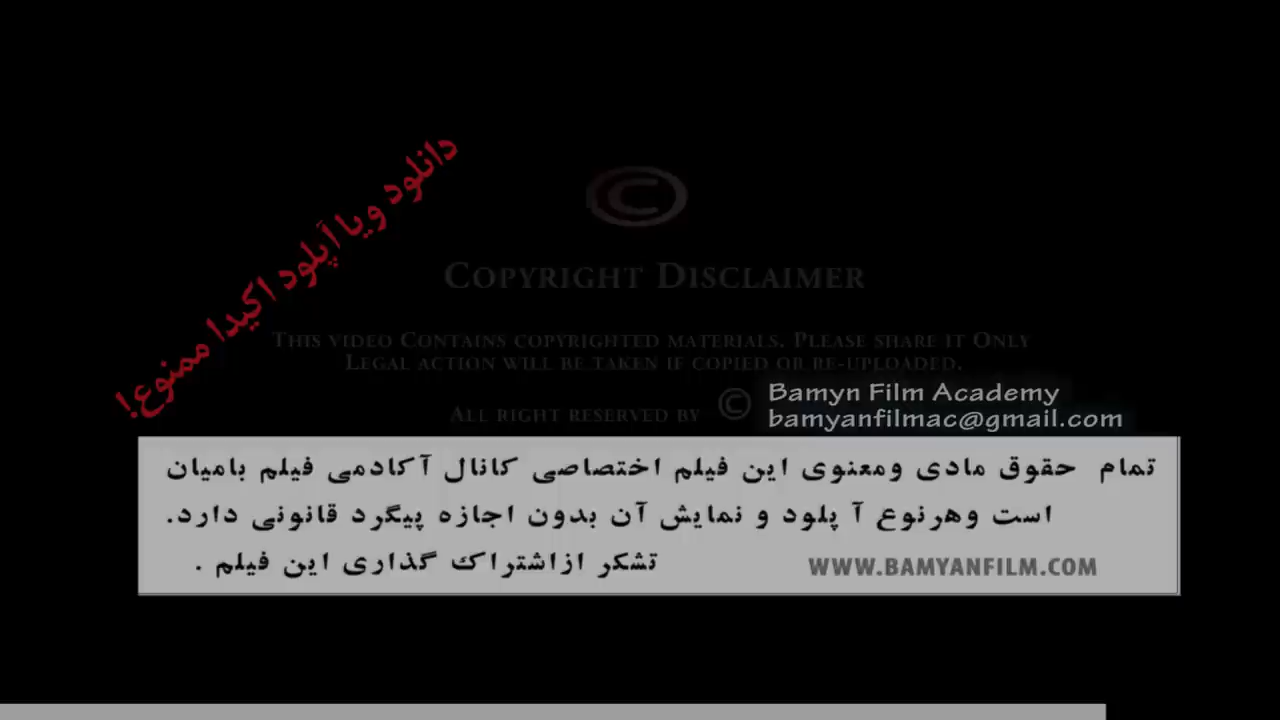 دانلود ویا آپلود اکیدا ممنوع!
©
COPYRIGHT DISCLAIMER
THIS VIDEO CONTAINS COPYRIGHTED MATERIALS. PLEASE SHARE IT ONLY
LEGAL ACTION WILL BE TAKEN IF COPIED OR RE-UPLOADED.
ALL RIGHT RESERVED BY © Bamyn Film Academy
bamyanfilmac@gmail.com
تمام حقوق مادی ومعنوی این فیلم اختصاصی کانال آکادمی فیلم بامیان
است وهرنوع آ پلود و نمایش آن بدون اجازه پیگرد قانونی دارد.
تشکر ازاشتراک گذاری این فیلم .
WWW.BAMYANFILM.COM